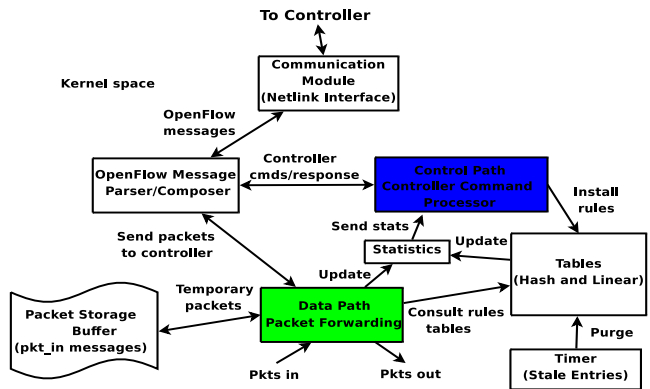 To Controller
Communication
Module
(Netlink Interface)
Kernel space
OpenFlow
messages
OpenFlow Message
Parser/Composer
Controller
cmds/response
Control Path
Controller Command
Processor
Install
rules
Send packets
to controller
Send stats
Statistics
Update
Tables
(Hash and Linear)
Update
Temporary
packets
Packet Storage
Buffer
(pkt_in messages)
Data Path
Packet Forwarding
Consult rules
tables
Purge
Timer
(Stale Entries)
Pkts in
Pkts out